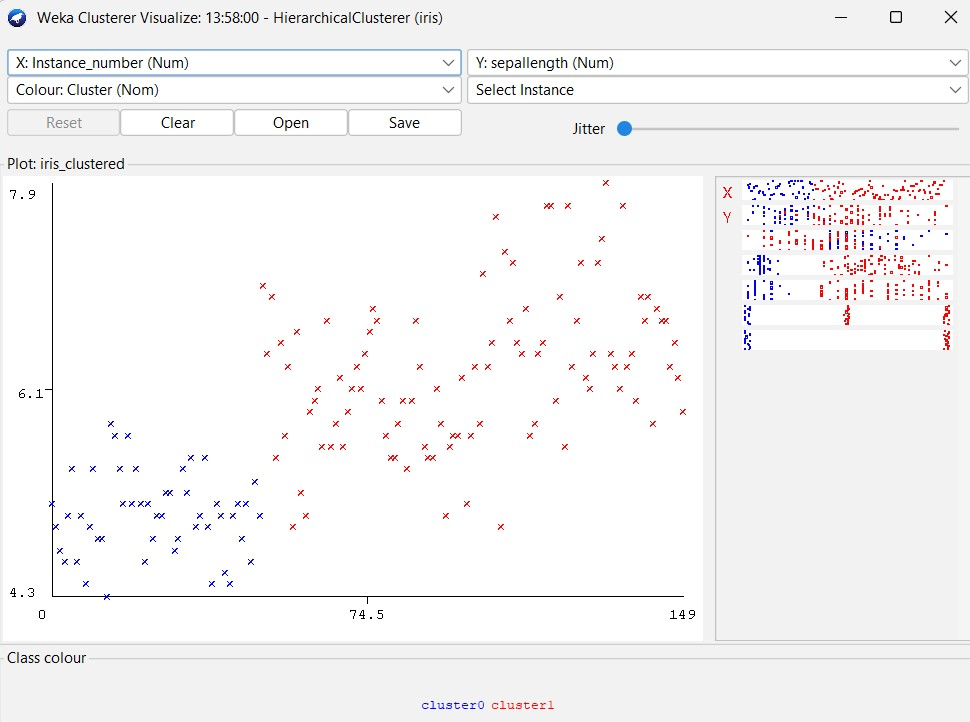 Weka Clusterer Visualize: 13:58:00 - HierarchicalClusterer (iris)
X: Instance_number (Num) Y: sepallength (Num)
Colour: Cluster (Nom) Select Instance
Reset Clear Open Save Jitter
Plot: iris_clustered
7.9
X
Y
6.1
4.3
0 74.5 149
Class colour
cluster0 cluster1